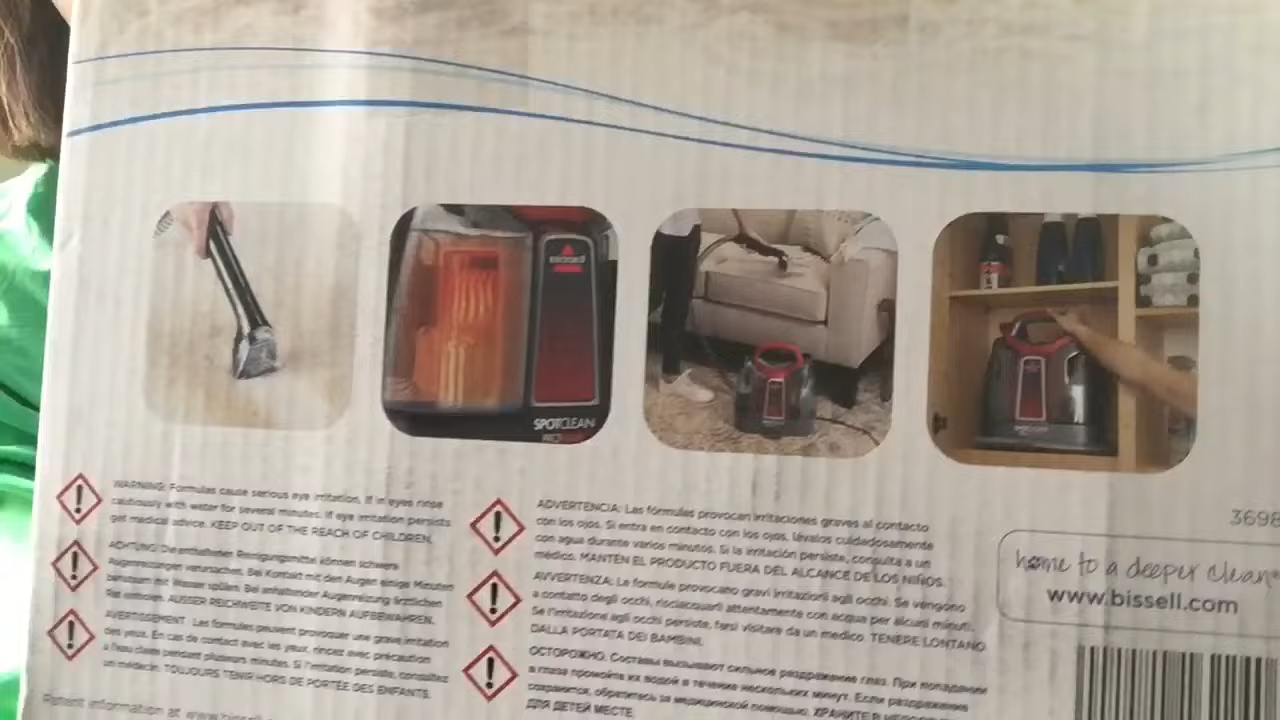 BISSELL
SPOTCLEAN
WARNING: Formulas cause serious eye irritation. If in eyes rinse
cautiously with water for several minutes. If eye irritation persists
get medical advice. KEEP OUT OF THE REACH OF CHILDREN.
ACHTUNG! Die enthaltenen Reinigungsmittel können schwere
Augenreizungen verursachen. Bei Kontakt mit den Augen einige Minuten
behutsam mit Wasser spülen. Bei anhaltender Augenreizung ärztlichen
Rat einholen. AUSSER REICHWEITE VON KINDERN AUFBEWAHREN.
AVERTISSEMENT : Les formules peuvent provoquer une grave irritation
des yeux. En cas de contact avec les yeux, rincez avec précaution
à l'eau claire pendant plusieurs minutes. Si l'irritation persiste, consultez
un médecin. TOUJOURS TENIR HORS DE PORTÉE DES ENFANTS.
Patent information at www.bissell
ADVERTENCIA: Las fórmulas provocan irritaciones graves al contacto
con los ojos. Si entra en contacto con los ojos, lávalos cuidadosamente
con agua durante varios minutos. Si la irritación persiste, consulta a un
médico. MANTÉN EL PRODUCTO FUERA DEL ALCANCE DE LOS NIÑOS.
AVVERTENZA: Le formule provocano gravi irritazioni agli occhi. Se vengono
a contatto degli occhi, risciacquarli attentamente con acqua per alcuni minuti.
Se l'irritazione agli occhi persiste, farsi visitare da un medico. TENERE LONTANO
DALLA PORTATA DEI BAMBINI.
ОСТОРОЖНО. Составы вызывают сильное раздражение глаз. При попадании
в глаза промойте их водой в течение нескольких минут. Если раздражение
сохранится, обратитесь за медицинской помощью. ХРАНИТЕ В
ДЛЯ ДЕТЕЙ МЕСТЕ.
3698
home to a deeper clean®
www.bissell.com